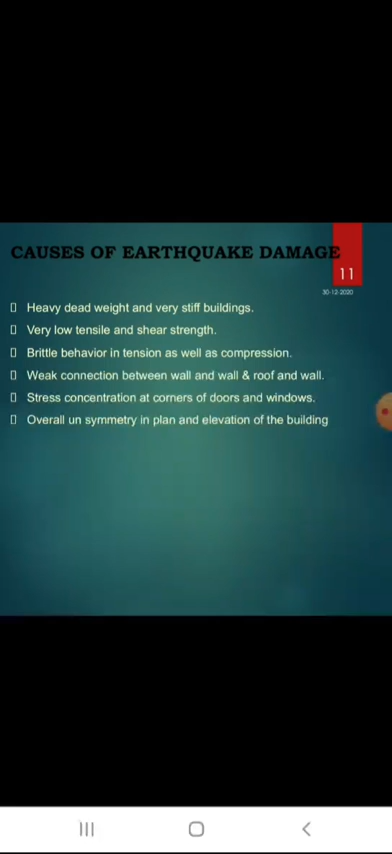 CAUSES OF EARTHQUAKE DAMAGE
11
30-12-2020
Heavy dead weight and very stiff buildings.
Very low tensile and shear strength.
Brittle behavior in tension as well as compression.
Weak connection between wall and wall & roof and wall.
Stress concentration at corners of doors and windows.
Overall un symmetry in plan and elevation of the building